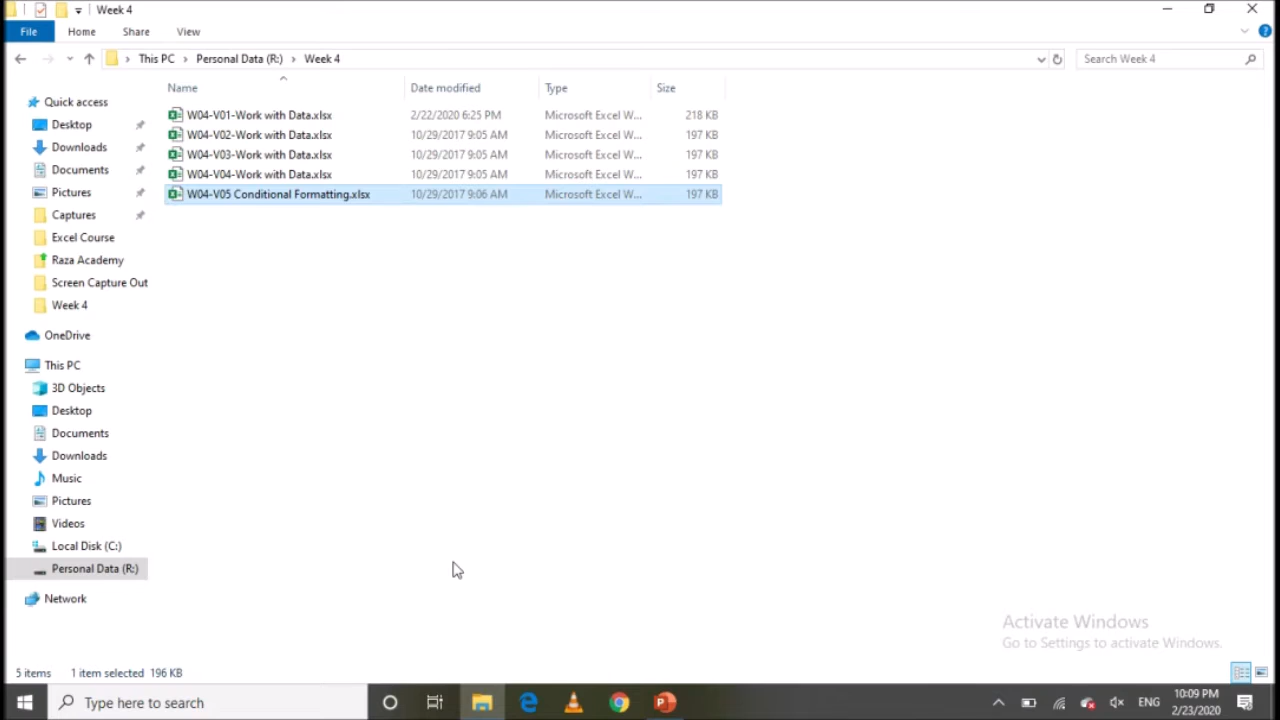 Week 4
File Home Share View
This PC Personal Data (R:) Week 4 Search Week 4
Name Date modified Type Size
W04-V01-Work with Data.xlsx 2/22/2020 6:25 PM Microsoft Excel W... 218 KB
W04-V02-Work with Data.xlsx 10/29/2017 9:05 AM Microsoft Excel W... 197 KB
W04-V03-Work with Data.xlsx 10/29/2017 9:05 AM Microsoft Excel W... 197 KB
W04-V04-Work with Data.xlsx 10/29/2017 9:05 AM Microsoft Excel W... 197 KB
W04-V05 Conditional Formatting.xlsx 10/29/2017 9:06 AM Microsoft Excel W... 197 KB
Quick access
Desktop
Downloads
Documents
Pictures
Captures
Excel Course
Raza Academy
Screen Capture Out
Week 4
OneDrive
This PC
3D Objects
Desktop
Documents
Downloads
Music
Pictures
Videos
Local Disk (C:)
Personal Data (R:)
Network
Activate Windows
Go to Settings to activate Windows.
5 items 1 item selected 196 KB
Type here to search
ENG
10:09 PM
2/23/2020